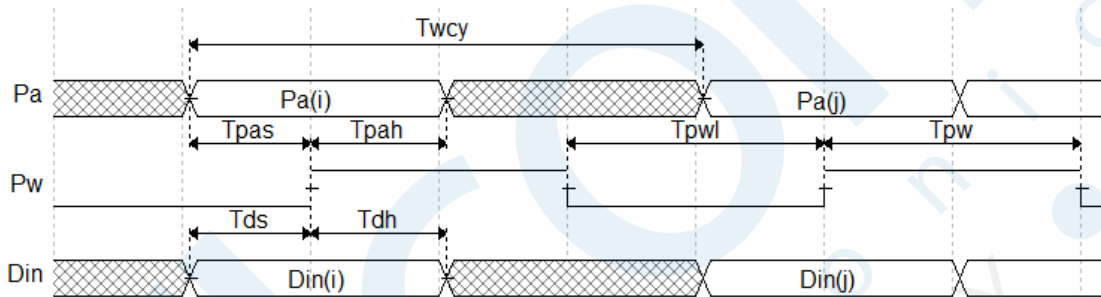 Twcy
Pa Pa(i) Pa(j)
Tpas Tpah Tpwl Tpw
Pw
Tds Tdh
Din Din(i) Din(j)